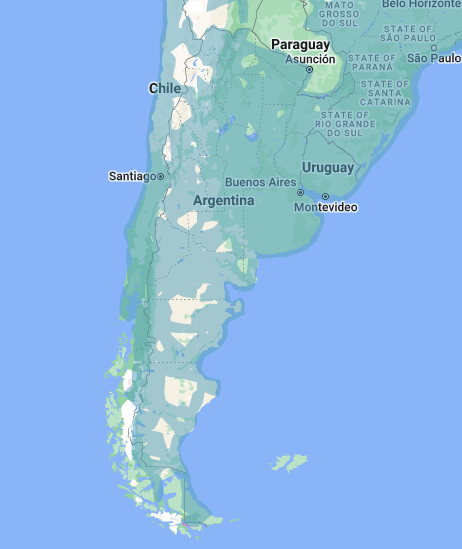 MATO
GROSSO
DO SUL
Belo Horizonte
Paraguay
Asunción
STATE OF
SÃO PAULO
São Paulo
STATE OF
PARANÁ
Chile
STATE OF
SANTA
CATARINA
STATE OF
RIO GRANDE
DO SUL
Santiago
Uruguay
Buenos Aires
Argentina
Montevideo